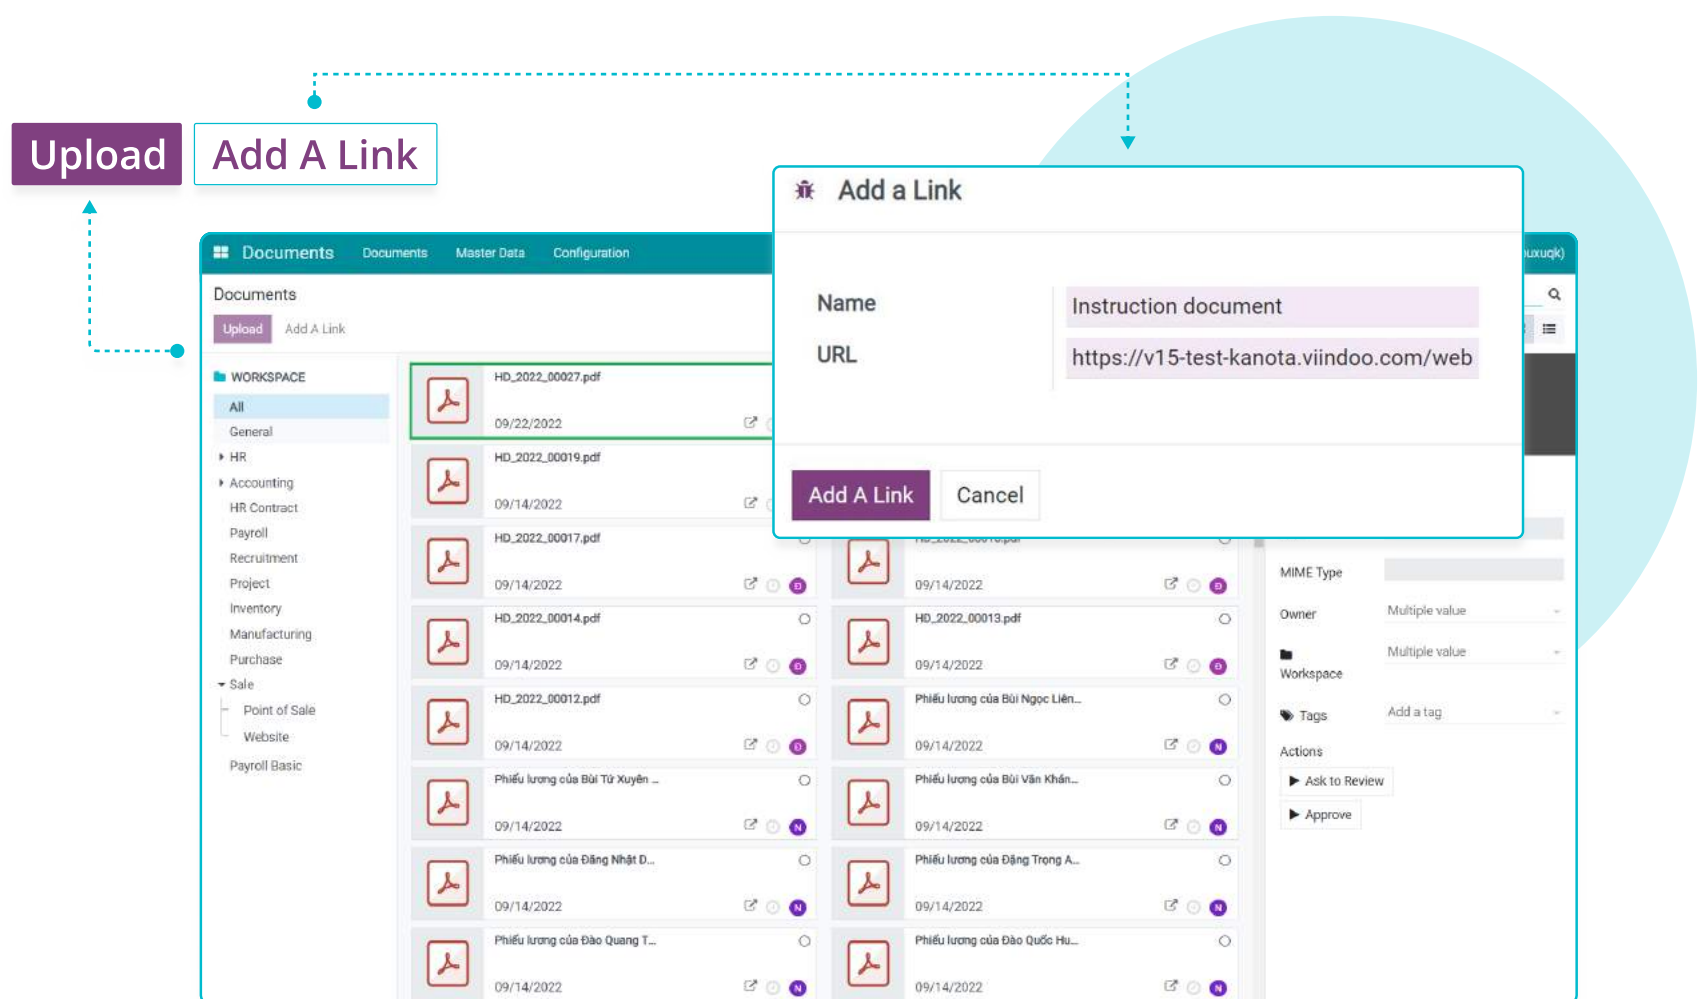 Upload
Add A Link
Add a Link
Name
Instruction document
URL
https://v15-test-kanota.viindoo.com/web
Add A Link
Cancel
Documents
Documents
Master Data
Configuration
Documents
Upload
Add A Link
WORKSPACE
All
General
HR
Accounting
HR Contract
Payroll
Recruitment
Project
Inventory
Manufacturing
Purchase
Sale
Point of Sale
Website
Payroll Basic
HD_2022_00027.pdf
09/22/2022
HD_2022_00019.pdf
09/14/2022
HD_2022_00017.pdf
09/14/2022
Đ
09/14/2022
Đ
HD_2022_00014.pdf
09/14/2022
Đ
HD_2022_00013.pdf
09/14/2022
Đ
HD_2022_00012.pdf
09/14/2022
Đ
Phiếu lương của Bùi Ngọc Liên...
09/14/2022
N
Phiếu lương của Bùi Tứ Xuyên ...
09/14/2022
N
Phiếu lương của Bùi Văn Khán...
09/14/2022
N
Phiếu lương của Đăng Nhật D...
09/14/2022
N
Phiếu lương của Đặng Trọng A...
09/14/2022
N
Phiếu lương của Đào Quang T...
09/14/2022
N
Phiếu lương của Đào Quốc Hu...
09/14/2022
N
MIME Type
Owner
Multiple value
Workspace
Multiple value
Tags
Add a tag
Actions
Ask to Review
Approve